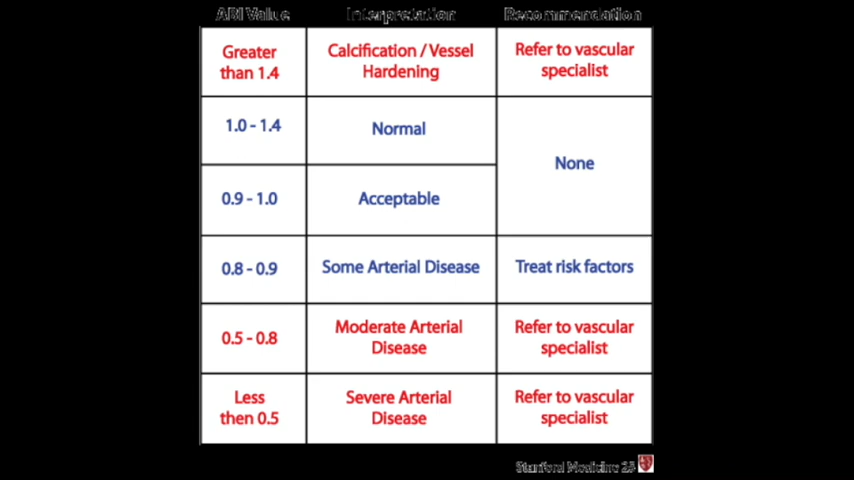 ABI Value Interpretation Recommendation
Greater than 1.4
Calcification / Vessel Hardening
Refer to vascular specialist
1.0 - 1.4
Normal
None
0.9 - 1.0
Acceptable
0.8 - 0.9
Some Arterial Disease
Treat risk factors
0.5 - 0.8
Moderate Arterial Disease
Refer to vascular specialist
Less then 0.5
Severe Arterial Disease
Refer to vascular specialist
Stanford Medicine 25